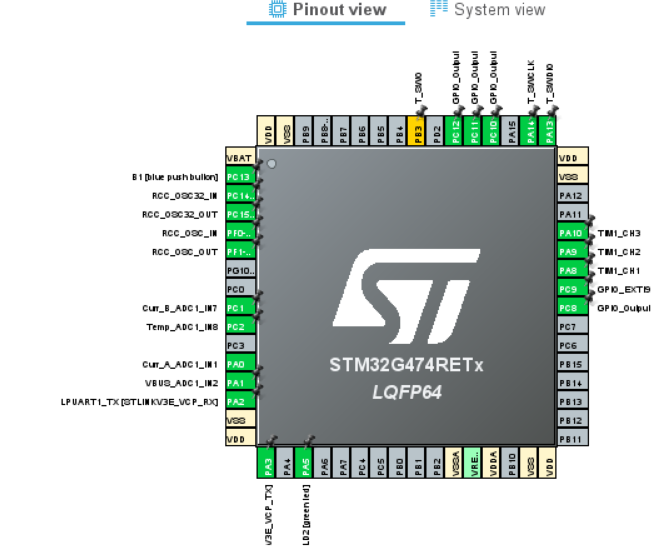 Pinout view
System view
T_SWO
GPIO_Output
GPIO_Output
GPIO_Output
T_SWCLK
T_SWDIO
VDD
VSS
PB9
PB8-..
PB7
PB6
PB5
PB4
PB3
PD2
PC12
PC11
PC10
PA15
PA14
PA13
VBAT
B1 [blue push button] PC13
RCC_OSC32_IN PC14..
RCC_OSC32_OUT PC15..
RCC_OSC_IN PF0-..
RCC_OSC_OUT PF1-..
PG10..
PC0
Curr_B_ADC1_IN7 PC1
Temp_ADC1_IN8 PC2
PC3
Curr_A_ADC1_IN1 PA0
VBUS_ADC1_IN2 PA1
LPUART1_TX [STLINKV3E_VCP_RX] PA2
VSS
VDD
STM32G474RETx
LQFP64
VDD
VSS
PA12
PA11
PA10 TIM1_CH3
PA9 TIM1_CH2
PA8 TIM1_CH1
PC9 GPIO_EXTI9
PC8 GPIO_Output
PC7
PC6
PB15
PB14
PB13
PB12
PB11
PA3
PA4
PA5
PA6
PA7
PC4
PC5
PB0
PB1
PB2
VSSA
VRE..
VDDA
PB10
VSS
VDD
V3E_VCP_TX]
LD2 [green led]